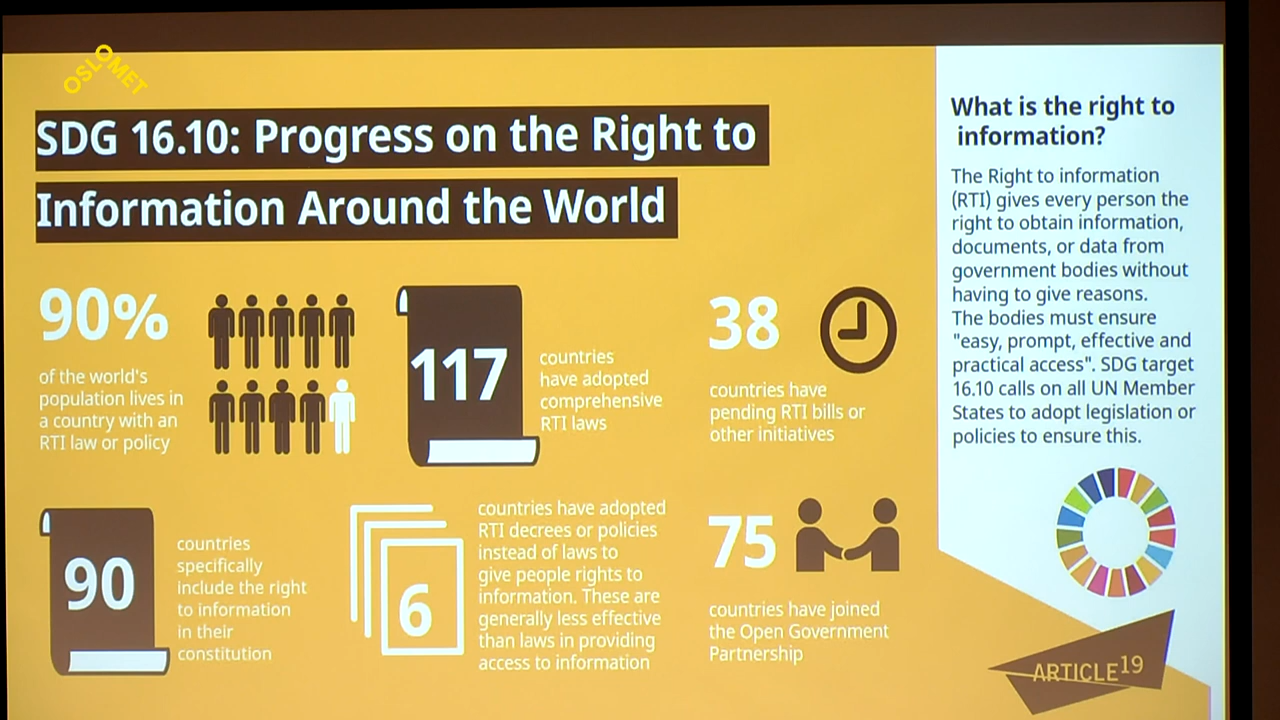 OSLOMET
SDG 16.10: Progress on the Right to
Information Around the World
90%
of the world's
population lives in
a country with an
RTI law or policy
117
countries
have adopted
comprehensive
RTI laws
38
countries have
pending RTI bills or
other initiatives
90
countries
specifically
include the right
to information
in their
constitution
6
countries have adopted
RTI decrees or policies
instead of laws to
give people rights to
information. These are
generally less effective
than laws in providing
access to information
75
countries have joined
the Open Government
Partnership
What is the right to
information?
The Right to information
(RTI) gives every person the
right to obtain information,
documents, or data from
government bodies without
having to give reasons.
The bodies must ensure
"easy, prompt, effective and
practical access". SDG target
16.10 calls on all UN Member
States to adopt legislation or
policies to ensure this.
ARTICLE19